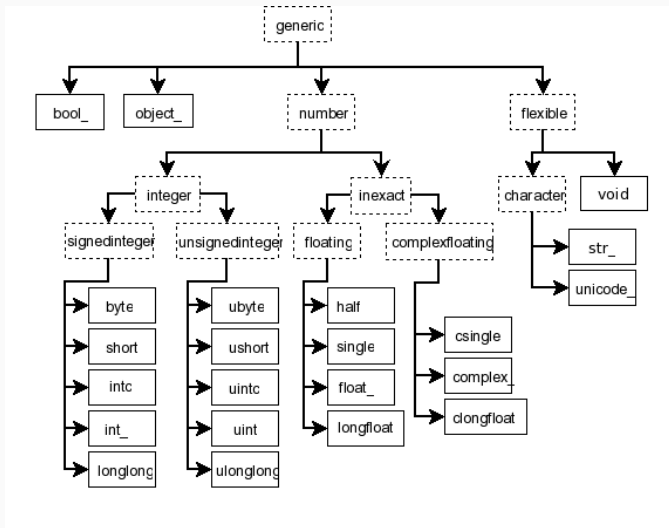 generic
bool_ object_ number flexible
integer inexact character void
signedinteger unsignedinteger floating complexfloating str_
unicode_
byte ubyte half
short ushort single csingle
intc uintc float_ complex_
int_ uint longfloat clongfloat
longlong ulonglong